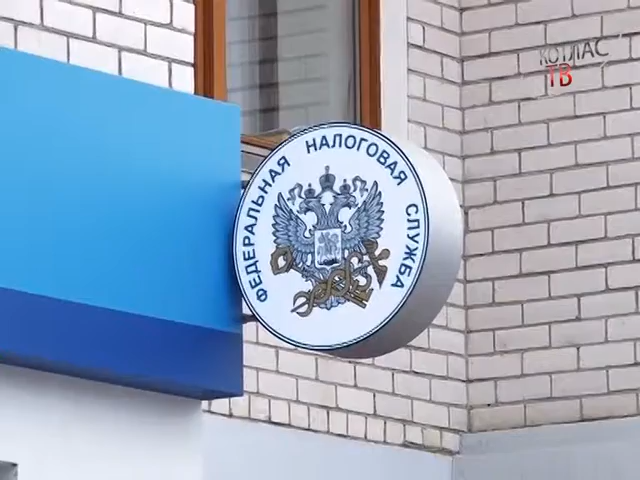 КОТЛАС
ТВ
ФЕДЕРАЛЬНАЯ НАЛОГОВАЯ СЛУЖБА